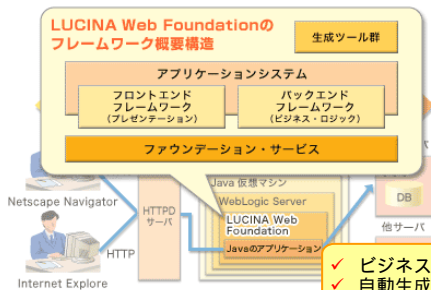 LUCINA Web Foundationの
フレームワーク概要構造
生成ツール群
アプリケーションシステム
フロントエンド
フレームワーク
(プレゼンテーション)
バックエンド
フレームワーク
(ビジネス・ロジック)
ファウンデーション・サービス
Java 仮想マシン
WebLogic Server
LUCINA Web
Foundation
Javaのアプリケーション
Netscape Navigator
HTTPD
サーバ
DB
他サーバ
HTTP
Internet Explore
✓ ビジネス
✓ 自動生成